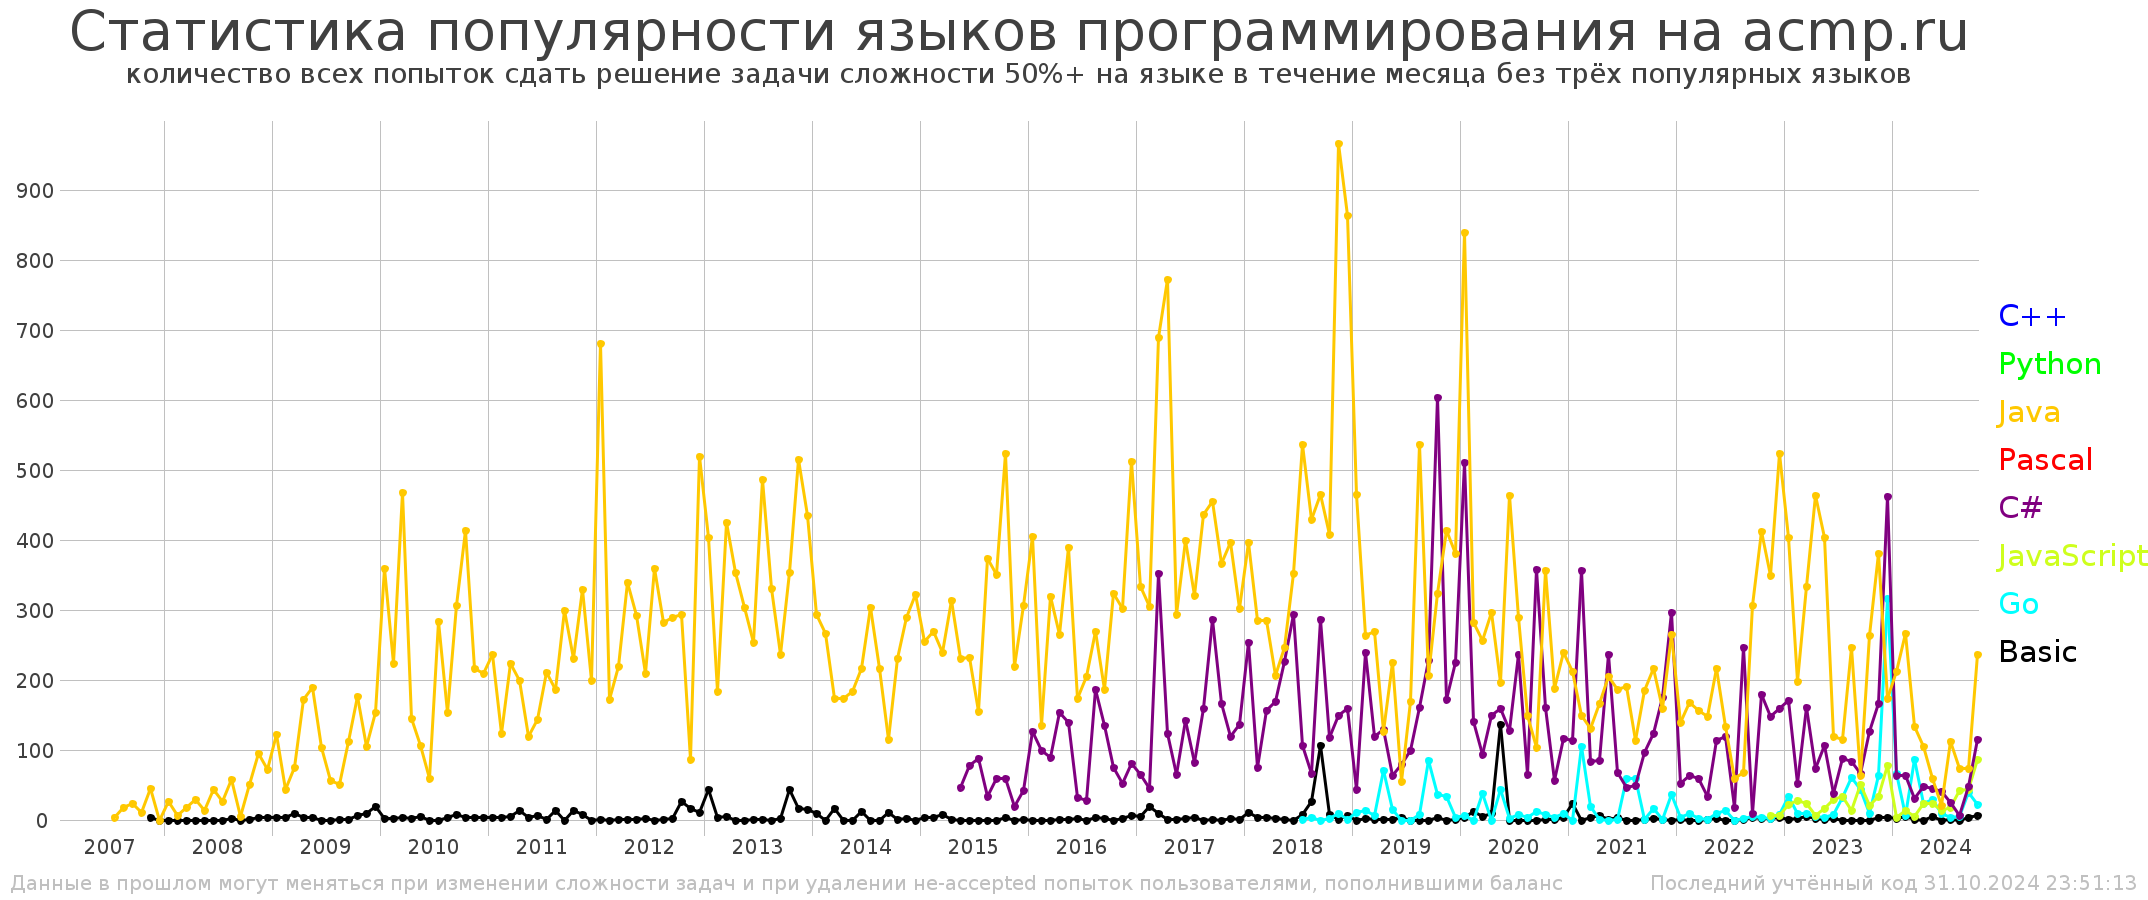 Статистика популярности языков программирования на acmp.ru
количество всех попыток сдать решение задачи сложности 50%+ на языке в течение месяца без трёх популярных языков
900
800
700
600
500
400
300
200
100
0
C++
Python
Java
Pascal
C#
JavaScript
Go
Basic
2007 2008 2009 2010 2011 2012 2013 2014 2015 2016 2017 2018 2019 2020 2021 2022 2023 2024
Данные в прошлом могут меняться при изменении сложности задач и при удалении не-accepted попыток пользователями, пополнившими баланс
Последний учтённый код 31.10.2024 23:51:13